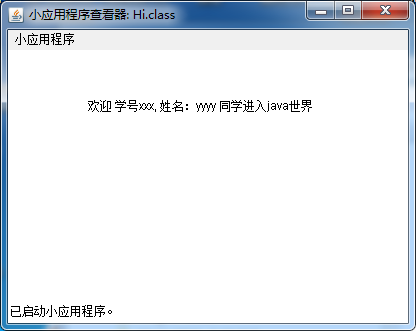 小应用程序查看器: Hi.class
小应用程序
欢迎 学号xxx, 姓名：yyyy 同学进入java世界
已启动小应用程序。